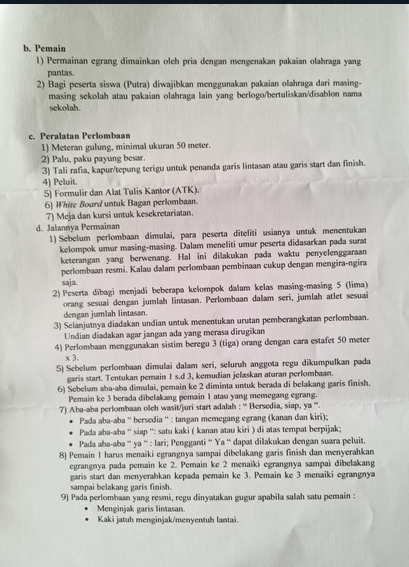 b. Pemain
1) Permainan egrang dimainkan oleh pria dengan mengenakan pakaian olahraga yang
pantas.
2) Bagi peserta siswa (Putra) diwajibkan menggunakan pakaian olahraga dari masing-
masing sekolah atau pakaian olahraga lain yang berlogo/bertuliskan/disablon nama
sekolah.
c. Peralatan Perlombaan
1) Meteran gulung, minimal ukuran 50 meter.
2) Palu, paku payung besar.
3) Tali rafia, kapur/tepung terigu untuk penanda garis lintasan atau garis start dan finish.
4) Peluit.
5) Formulir dan Alat Tulis Kantor (ATK).
6) White Board untuk Bagan perlombaan.
7) Meja dan kursi untuk kesekretariatan.
d. Jalannya Permainan
1) Sebelum perlombaan dimulai, para peserta diteliti usianya untuk menentukan
kelompok umur masing-masing. Dalam meneliti umur peserta didasarkan pada surat
keterangan yang berwenang. Hal ini dilakukan pada waktu penyelenggaraan
perlombaan resmi. Kalau dalam perlombaan pembinaan cukup dengan mengira-ngira
saja.
2) Peserta dibagi menjadi beberapa kelompok dalam kelas masing-masing 5 (lima)
orang sesuai dengan jumlah lintasan. Perlombaan dalam seri, jumlah atlet sesuai
dengan jumlah lintasan.
3) Selanjutnya diadakan undian untuk menentukan urutan pemberangkatan perlombaan.
Undian diadakan agar jangan ada yang merasa dirugikan
4) Perlombaan menggunakan sistim beregu 3 (tiga) orang dengan cara estafet 50 meter
x 3.
5) Sebelum perlombaan dimulai dalam seri, seluruh anggota regu dikumpulkan pada
garis start. Tentukan pemain 1 s.d 3, kemudian jelaskan aturan perlombaan.
6) Sebelum aba-aba dimulai, pemain ke 2 diminta untuk berada di belakang garis finish.
Pemain ke 3 berada dibelakang pemain 1 atau yang memegang egrang.
7) Aba-aba perlombaan oleh wasit/juri start adalah : " Bersedia, siap, ya ".
• Pada aba-aba " bersedia " : tangan memegang egrang (kanan dan kiri);
• Pada aba-aba " siap ": satu kaki ( kanan atau kiri ) di atas tempat berpijak;
• Pada aba-aba " ya " : lari; Pengganti " Ya " dapat dilakukan dengan suara peluit.
8) Pemain 1 harus menaiki egrangnya sampai dibelakang garis finish dan menyerahkan
egrangnya pada pemain ke 2. Pemain ke 2 menaiki egrangnya sampai dibelakang
garis start dan menyerahkan kepada pemain ke 3. Pemain ke 3 menaiki egrangnya
sampai belakang garis finish.
9) Pada perlombaan yang resmi, regu dinyatakan gugur apabila salah satu pemain :
• Menginjak garis lintasan.
• Kaki jatuh menginjak/menyentuh lantai.